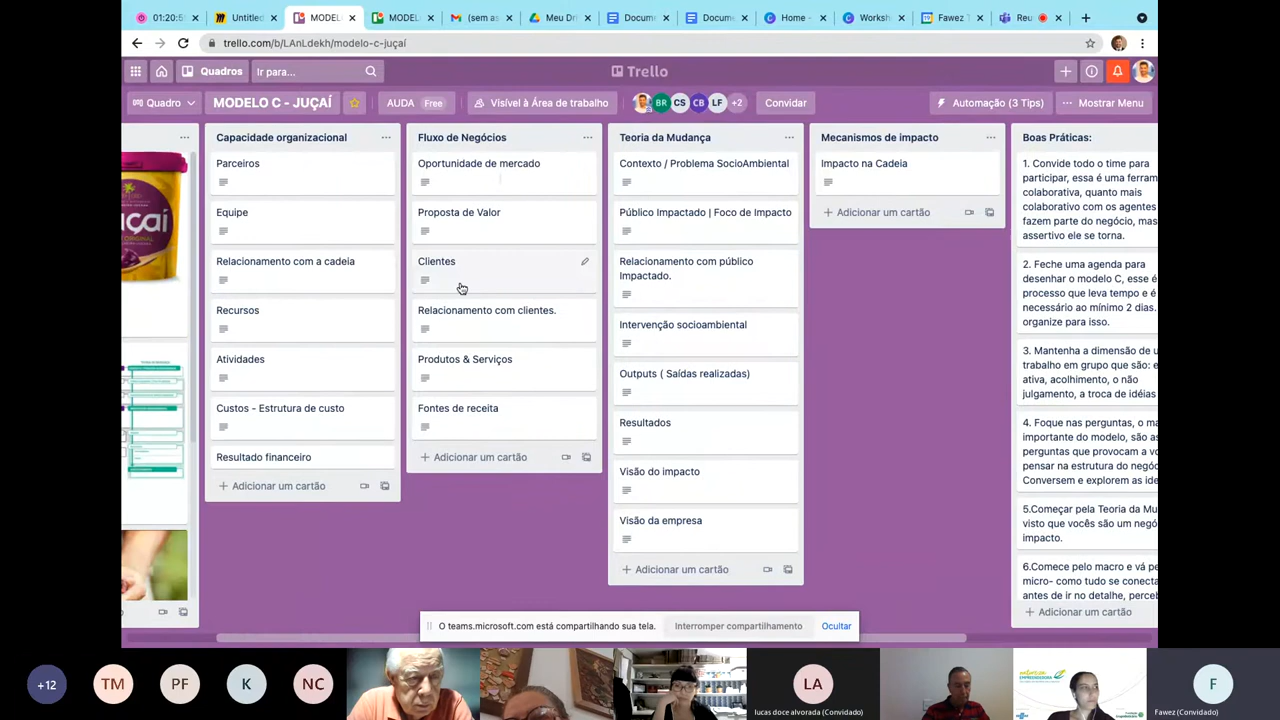 01:20:5
Untitled
MODELO
MODEL
(sem as
Meu Dri
Docume
Docume
Home -
Worksh
Fawez T
Reu
trello.com/b/LAnLdekh/modelo-c-juçaí
Quadros
Ir para...
Trello
Quadro
MODELO C - JUÇAÍ
AUDA Free
Visível à Área de trabalho
BR
CS
CB
LF
+2
Convidar
Automação (3 Tips)
Mostrar Menu
Capacidade organizacional
Parceiros
Equipe
Relacionamento com a cadeia
Recursos
Atividades
Custos - Estrutura de custo
Resultado financeiro
Adicionar um cartão
Fluxo de Negócios
Oportunidade de mercado
Proposta de Valor
Clientes
Relacionamento com clientes.
Produtos & Serviços
Fontes de receita
Adicionar um cartão
Teoria da Mudança
Contexto / Problema SocioAmbiental
Público Impactado | Foco de Impacto
Relacionamento com público
Impactado.
Intervenção socioambiental
Outputs ( Saídas realizadas)
Resultados
Visão do impacto
Visão da empresa
Adicionar um cartão
Mecanismos de impacto
Impacto na Cadeia
Adicionar um cartão
Boas Práticas:
1. Convide todo o time para
participar, essa é uma ferram
colaborativa, quanto mais
colaborativo com os agentes
fazem parte do negócio, mas
assertivo ele se torna.
2. Feche uma agenda para
desenhar o modelo C, esse é
processo que leva tempo e é
necessário ao mínimo 2 dias.
organize para isso.
3. Mantenha a dimensão de u
trabalho em grupo que são: e
ativa, acolhimento, o não
julgamento, a troca de idéias
4. Foque nas perguntas, o ma
importante do modelo, são as
perguntas que provocam a vo
pensar na estrutura do negóc
Conversem e explorem as ide
5.Começar pela Teoria da Mu
visto que vocês são um negó
impacto.
6.Comece pelo macro e vá pe
micro- como tudo se conecta
antes de ir no detalhe, perceb
Adicionar um cartão
O teams.microsoft.com está compartilhando sua tela.
Interromper compartilhamento
Ocultar
+12
TM
PF
K
NC
LA
lucas doce alvorada (Convidado)
F
Fawez (Convidado)